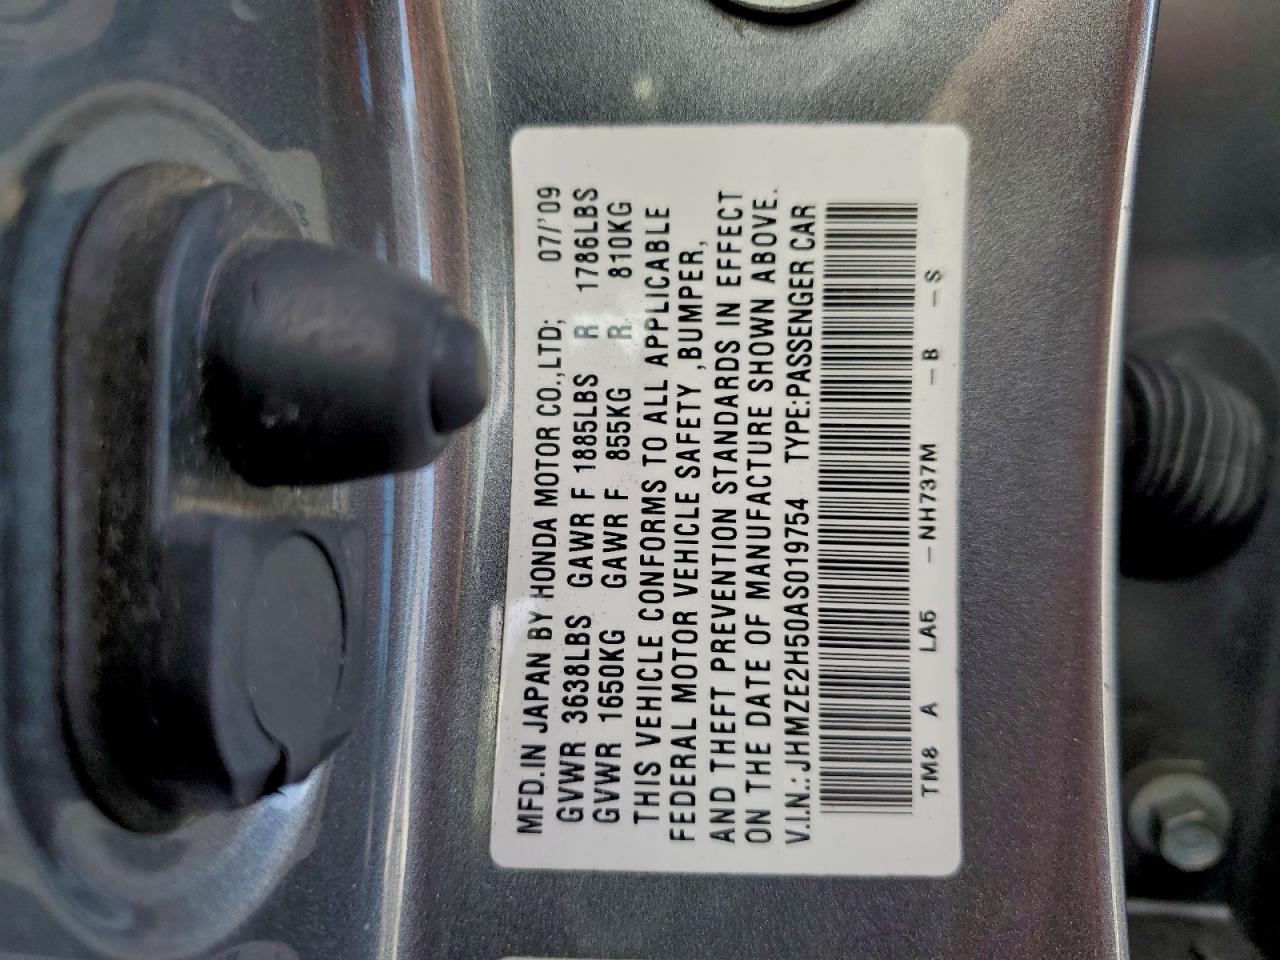 MFD.IN JAPAN BY HONDA MOTOR CO.,LTD; 07/'09
GVWR 3638LBS GAWR F 1885LBS R 1786LBS
GVWR 1650KG GAWR F 855KG R 810KG
THIS VEHICLE CONFORMS TO ALL APPLICABLE
FEDERAL MOTOR VEHICLE SAFETY ,BUMPER,
AND THEFT PREVENTION STANDARDS IN EFFECT
ON THE DATE OF MANUFACTURE SHOWN ABOVE.
V.I.N.: JHMZE2H50AS019754 TYPE:PASSENGER CAR
TM8 A LA5 -NH737M -B -S